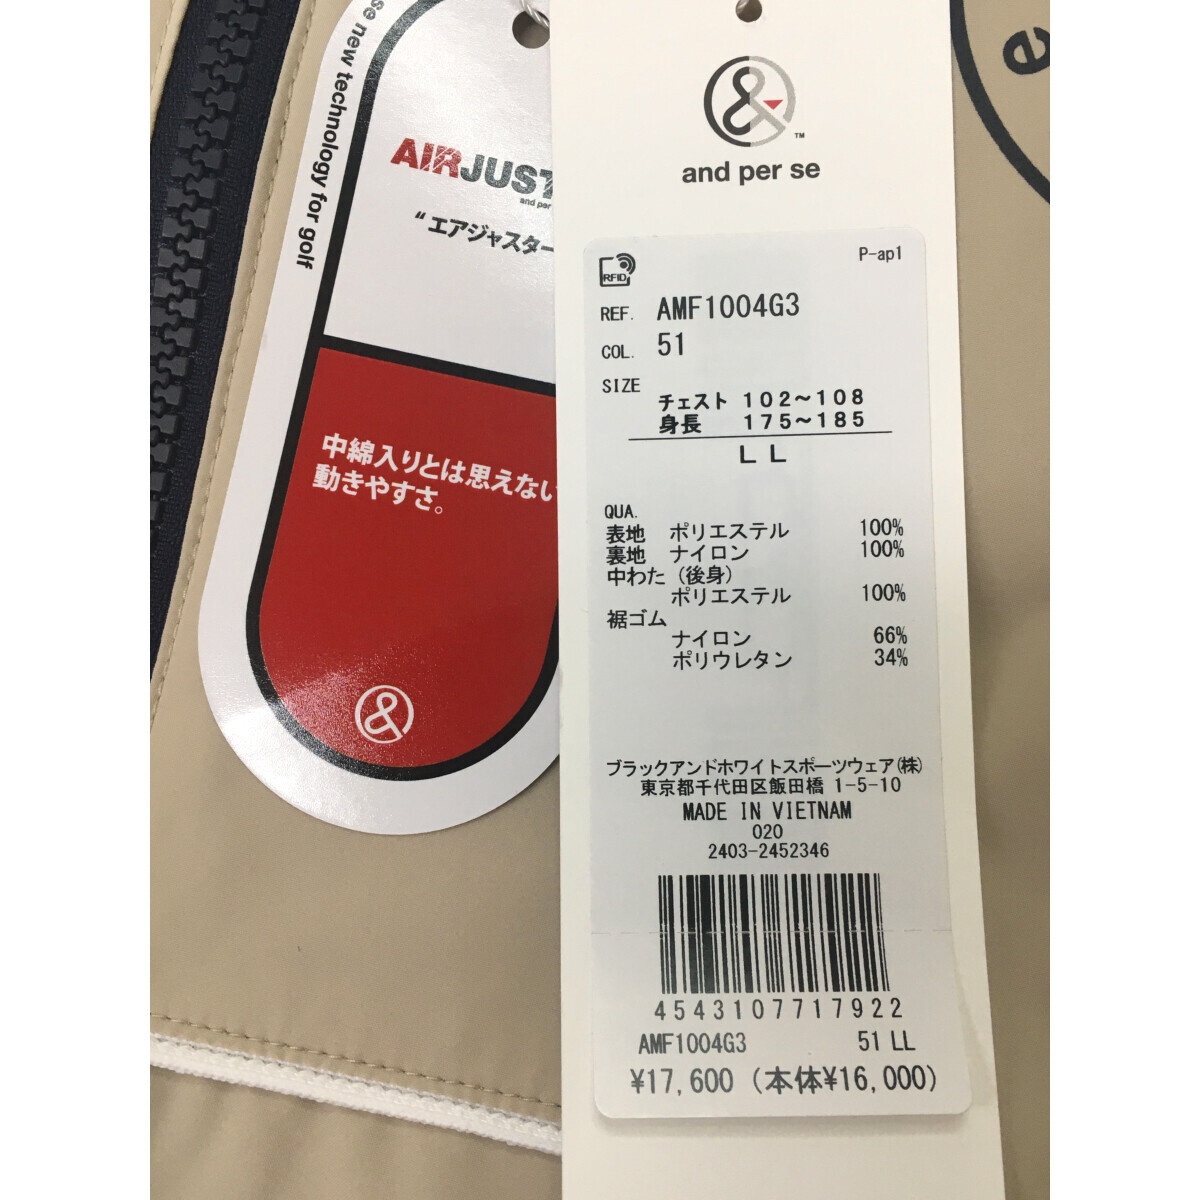 se new technology for golf
AIRJUST
and per
“エアジャスター
中綿入りとは思えない
動きやすさ。
and per se
RFID
P-ap1
REF. AMF1004G3
COL. 51
SIZE
チェスト 102~108
身長 175~185
LL
QUA.
表地 ポリエステル 100%
裏地 ナイロン 100%
中わた (後身)
ポリエステル 100%
裾ゴム
ナイロン 66%
ポリウレタン 34%
ブラックアンドホワイトスポーツウェア(株)
東京都千代田区飯田橋 1-5-10
MADE IN VIETNAM
020
2403-2452346
4543107717922
AMF1004G3 51 LL
¥17,600 (本体¥16,000)
e